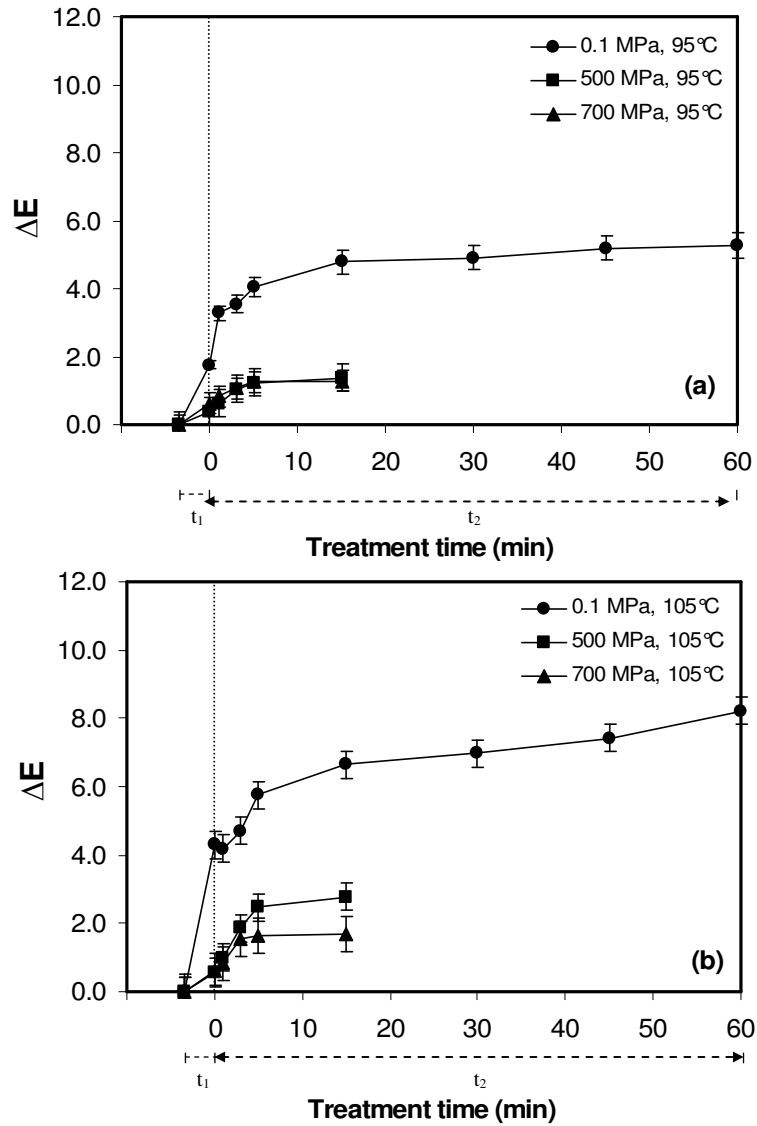 12.0
10.0
8.0
6.0
4.0
2.0
0.0
ΔE
0.1 MPa, 95°C
500 MPa, 95°C
700 MPa, 95°C
(a)
0 10 20 30 40 50 60
t₁ t₂
Treatment time (min)
12.0
10.0
8.0
6.0
4.0
2.0
0.0
ΔE
0.1 MPa, 105°C
500 MPa, 105°C
700 MPa, 105°C
(b)
0 10 20 30 40 50 60
t₁ t₂
Treatment time (min)